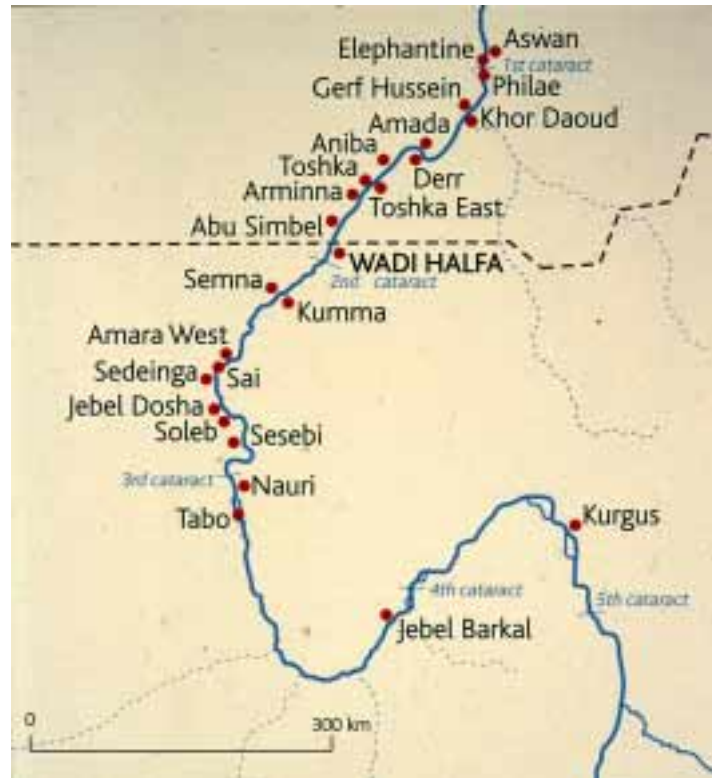 Elephantine
Aswan
1st cataract
Philae
Gerf Hussein
Khor Daoud
Amada
Aniba
Derr
Toshka
Toshka East
Arminna
Abu Simbel
WADI HALFA
2nd cataract
Semna
Kumma
Amara West
Sedeinga
Sai
Jebel Dosha
Soleb
Sesebi
3rd cataract
Nauri
Tabo
Kurgus
4th cataract
5th cataract
Jebel Barkal
0
300 km